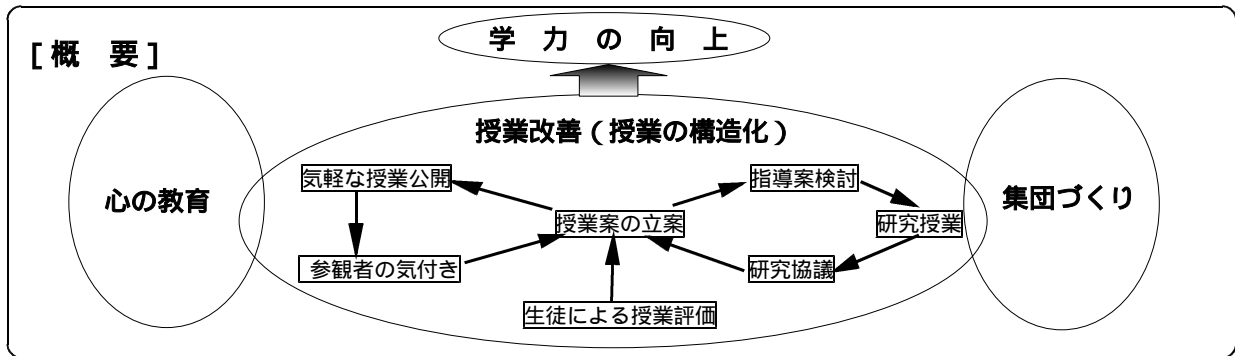 学 力 の 向 上
[ 概 要 ]
授業改善（授業の構造化）
心の教育
気軽な授業公開
指導案検討
集団づくり
授業案の立案
研究授業
参観者の気付き
研究協議
生徒による授業評価